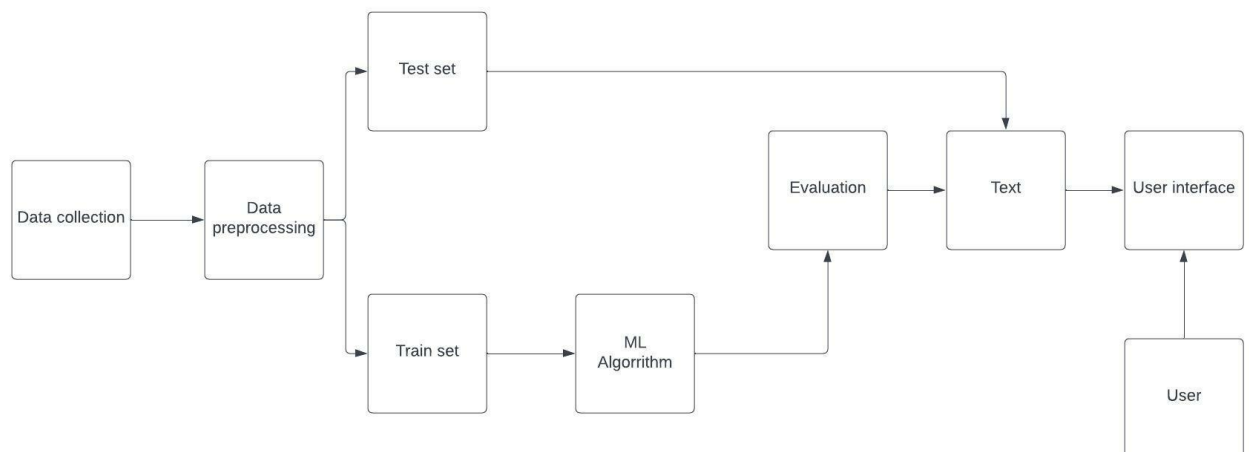 Test set
Data collection
Data
preprocessing
Evaluation
Text
User interface
Train set
ML
Algorrithm
User